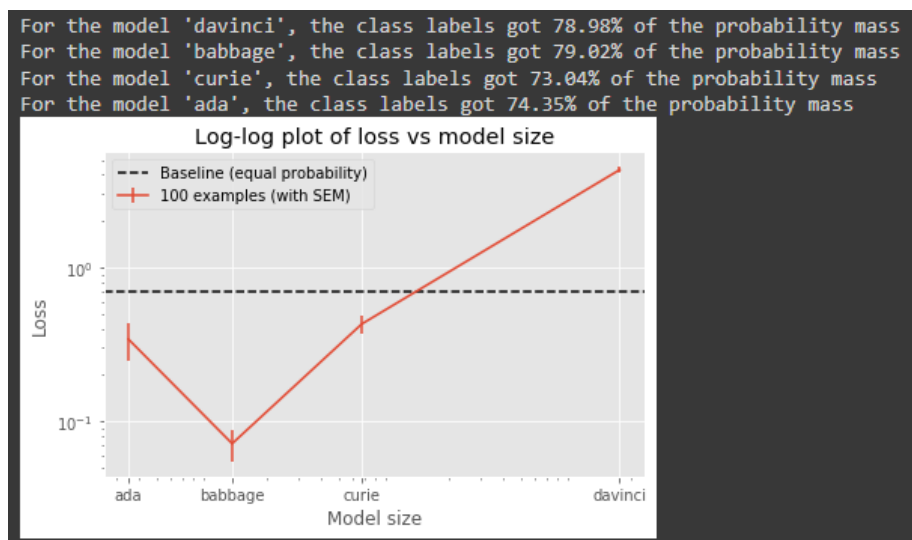 For the model 'davinci', the class labels got 78.98% of the probability mass
For the model 'babbage', the class labels got 79.02% of the probability mass
For the model 'curie', the class labels got 73.04% of the probability mass
For the model 'ada', the class labels got 74.35% of the probability mass
Log-log plot of loss vs model size
Baseline (equal probability)
100 examples (with SEM)
10⁰
Loss
10⁻¹
ada babbage curie davinci
Model size